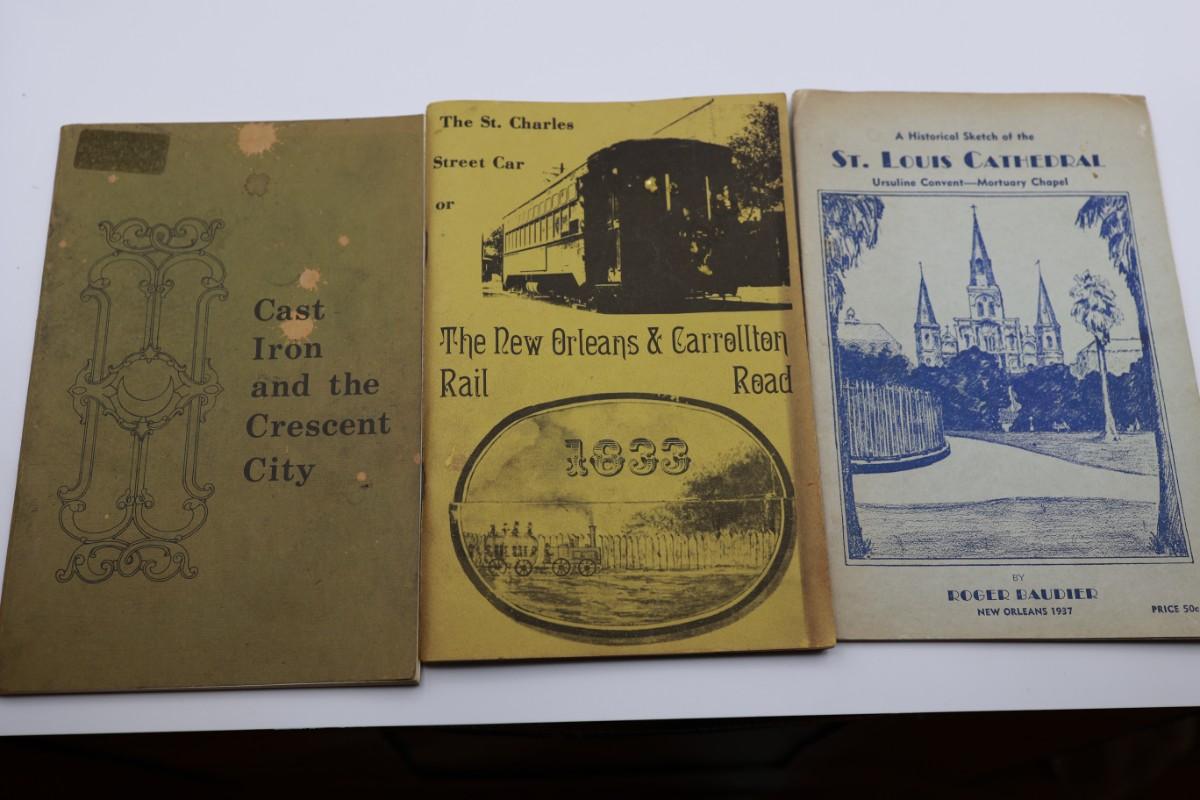 Cast
Iron
and the
Crescent
City
The St. Charles
Street Car
or
The New Orleans & Carrollton
Rail Road
1833
A Historical Sketch of the
ST. LOUIS CATHEDRAL
Ursuline Convent—Mortuary Chapel
BY
ROGER BAUDIER
NEW ORLEANS 1937
PRICE 50c